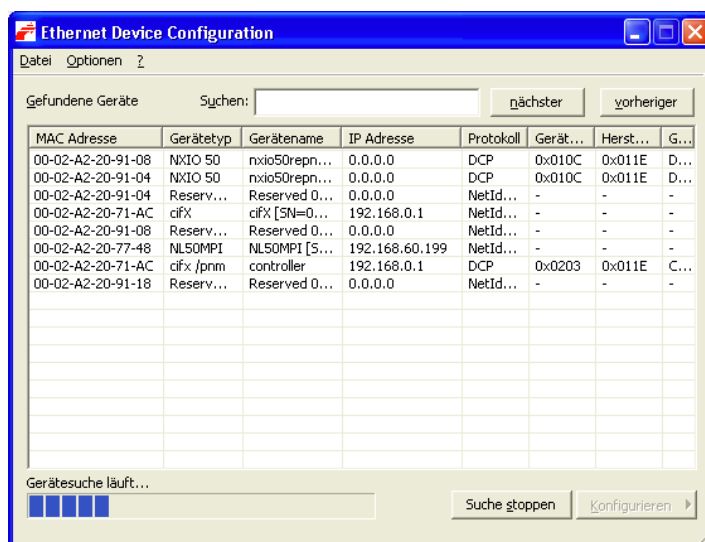 Ethernet Device Configuration
Datei Optionen ?
Gefundene Geräte Suchen: nächster vorheriger
MAC Adresse Gerätetyp Gerätename IP Adresse Protokoll Gerät... Herst... G...
00-02-A2-20-91-08 NXIO 50 nxio50repn... 0.0.0.0 DCP 0x010C 0x011E D...
00-02-A2-20-91-04 NXIO 50 nxio50repn... 0.0.0.0 DCP 0x010C 0x011E D...
00-02-A2-20-91-04 Reserv... Reserved 0... 0.0.0.0 NetId... - - -
00-02-A2-20-71-AC cifX cifX [SN=0... 192.168.0.1 NetId... - - -
00-02-A2-20-91-08 Reserv... Reserved 0... 0.0.0.0 NetId... - - -
00-02-A2-20-77-48 NL50MPI NL50MPI [S... 192.168.60.199 NetId... - - -
00-02-A2-20-71-AC cifx /pnm controller 192.168.0.1 DCP 0x0203 0x011E C...
00-02-A2-20-91-18 Reserv... Reserved 0... 0.0.0.0 NetId... - - -
Gerätesuche läuft...
Suche stoppen Konfigurieren